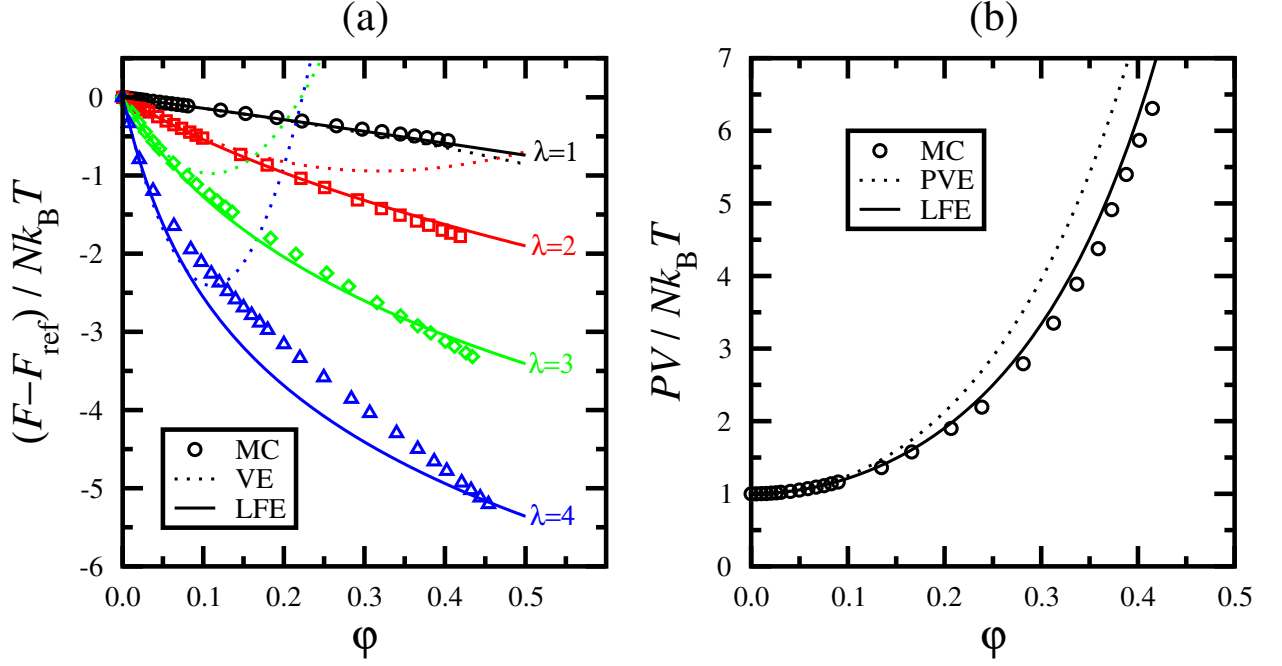 (a)
(F−F_ref) / Nk_BT
0
-1
-2
-3
-4
-5
-6
0.0 0.1 0.2 0.3 0.4 0.5
φ
λ=1
λ=2
λ=3
λ=4
MC
VE
LFE
(b)
PV / Nk_BT
7
6
5
4
3
2
1
0
0.0 0.1 0.2 0.3 0.4 0.5
φ
MC
PVE
LFE